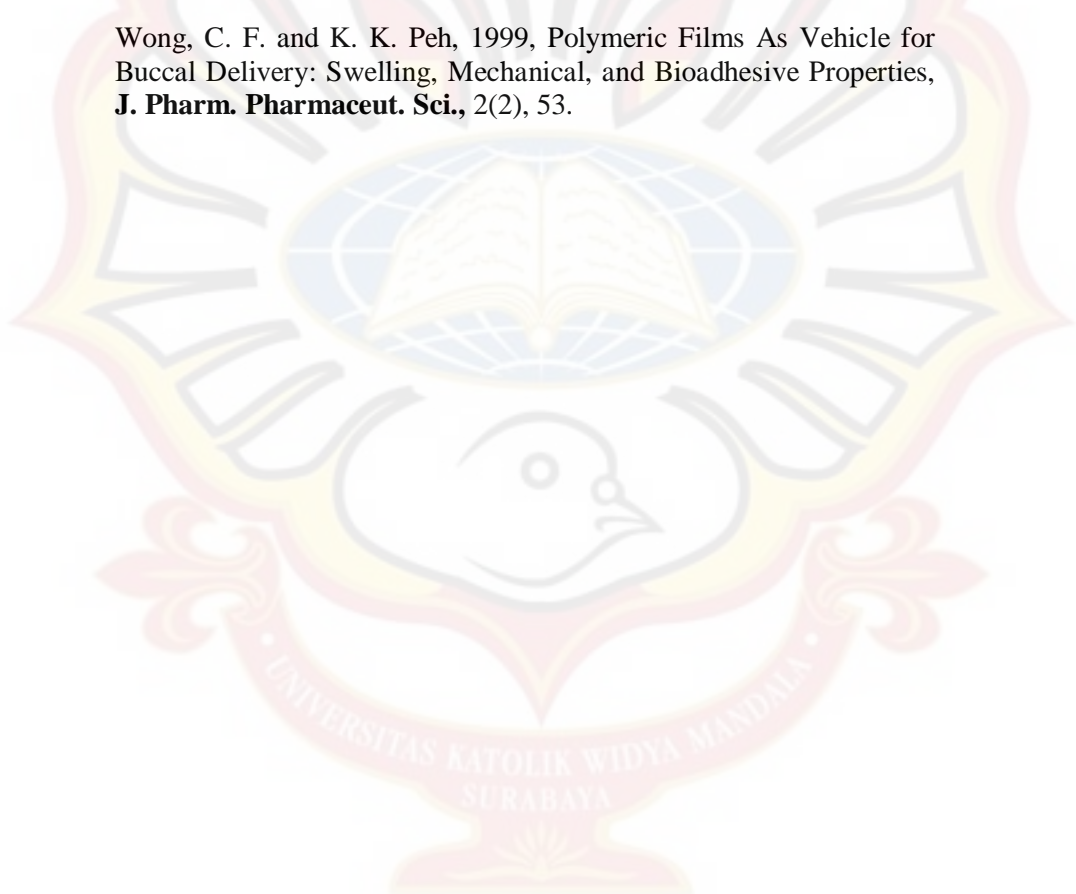 Wong, C. F. and K. K. Peh, 1999, Polymeric Films As Vehicle for
Buccal Delivery: Swelling, Mechanical, and Bioadhesive Properties,
J. Pharm. Pharmaceut. Sci., 2(2), 53.
UNIVERSITAS KATOLIK WIDYA MANDALA
SURABAYA